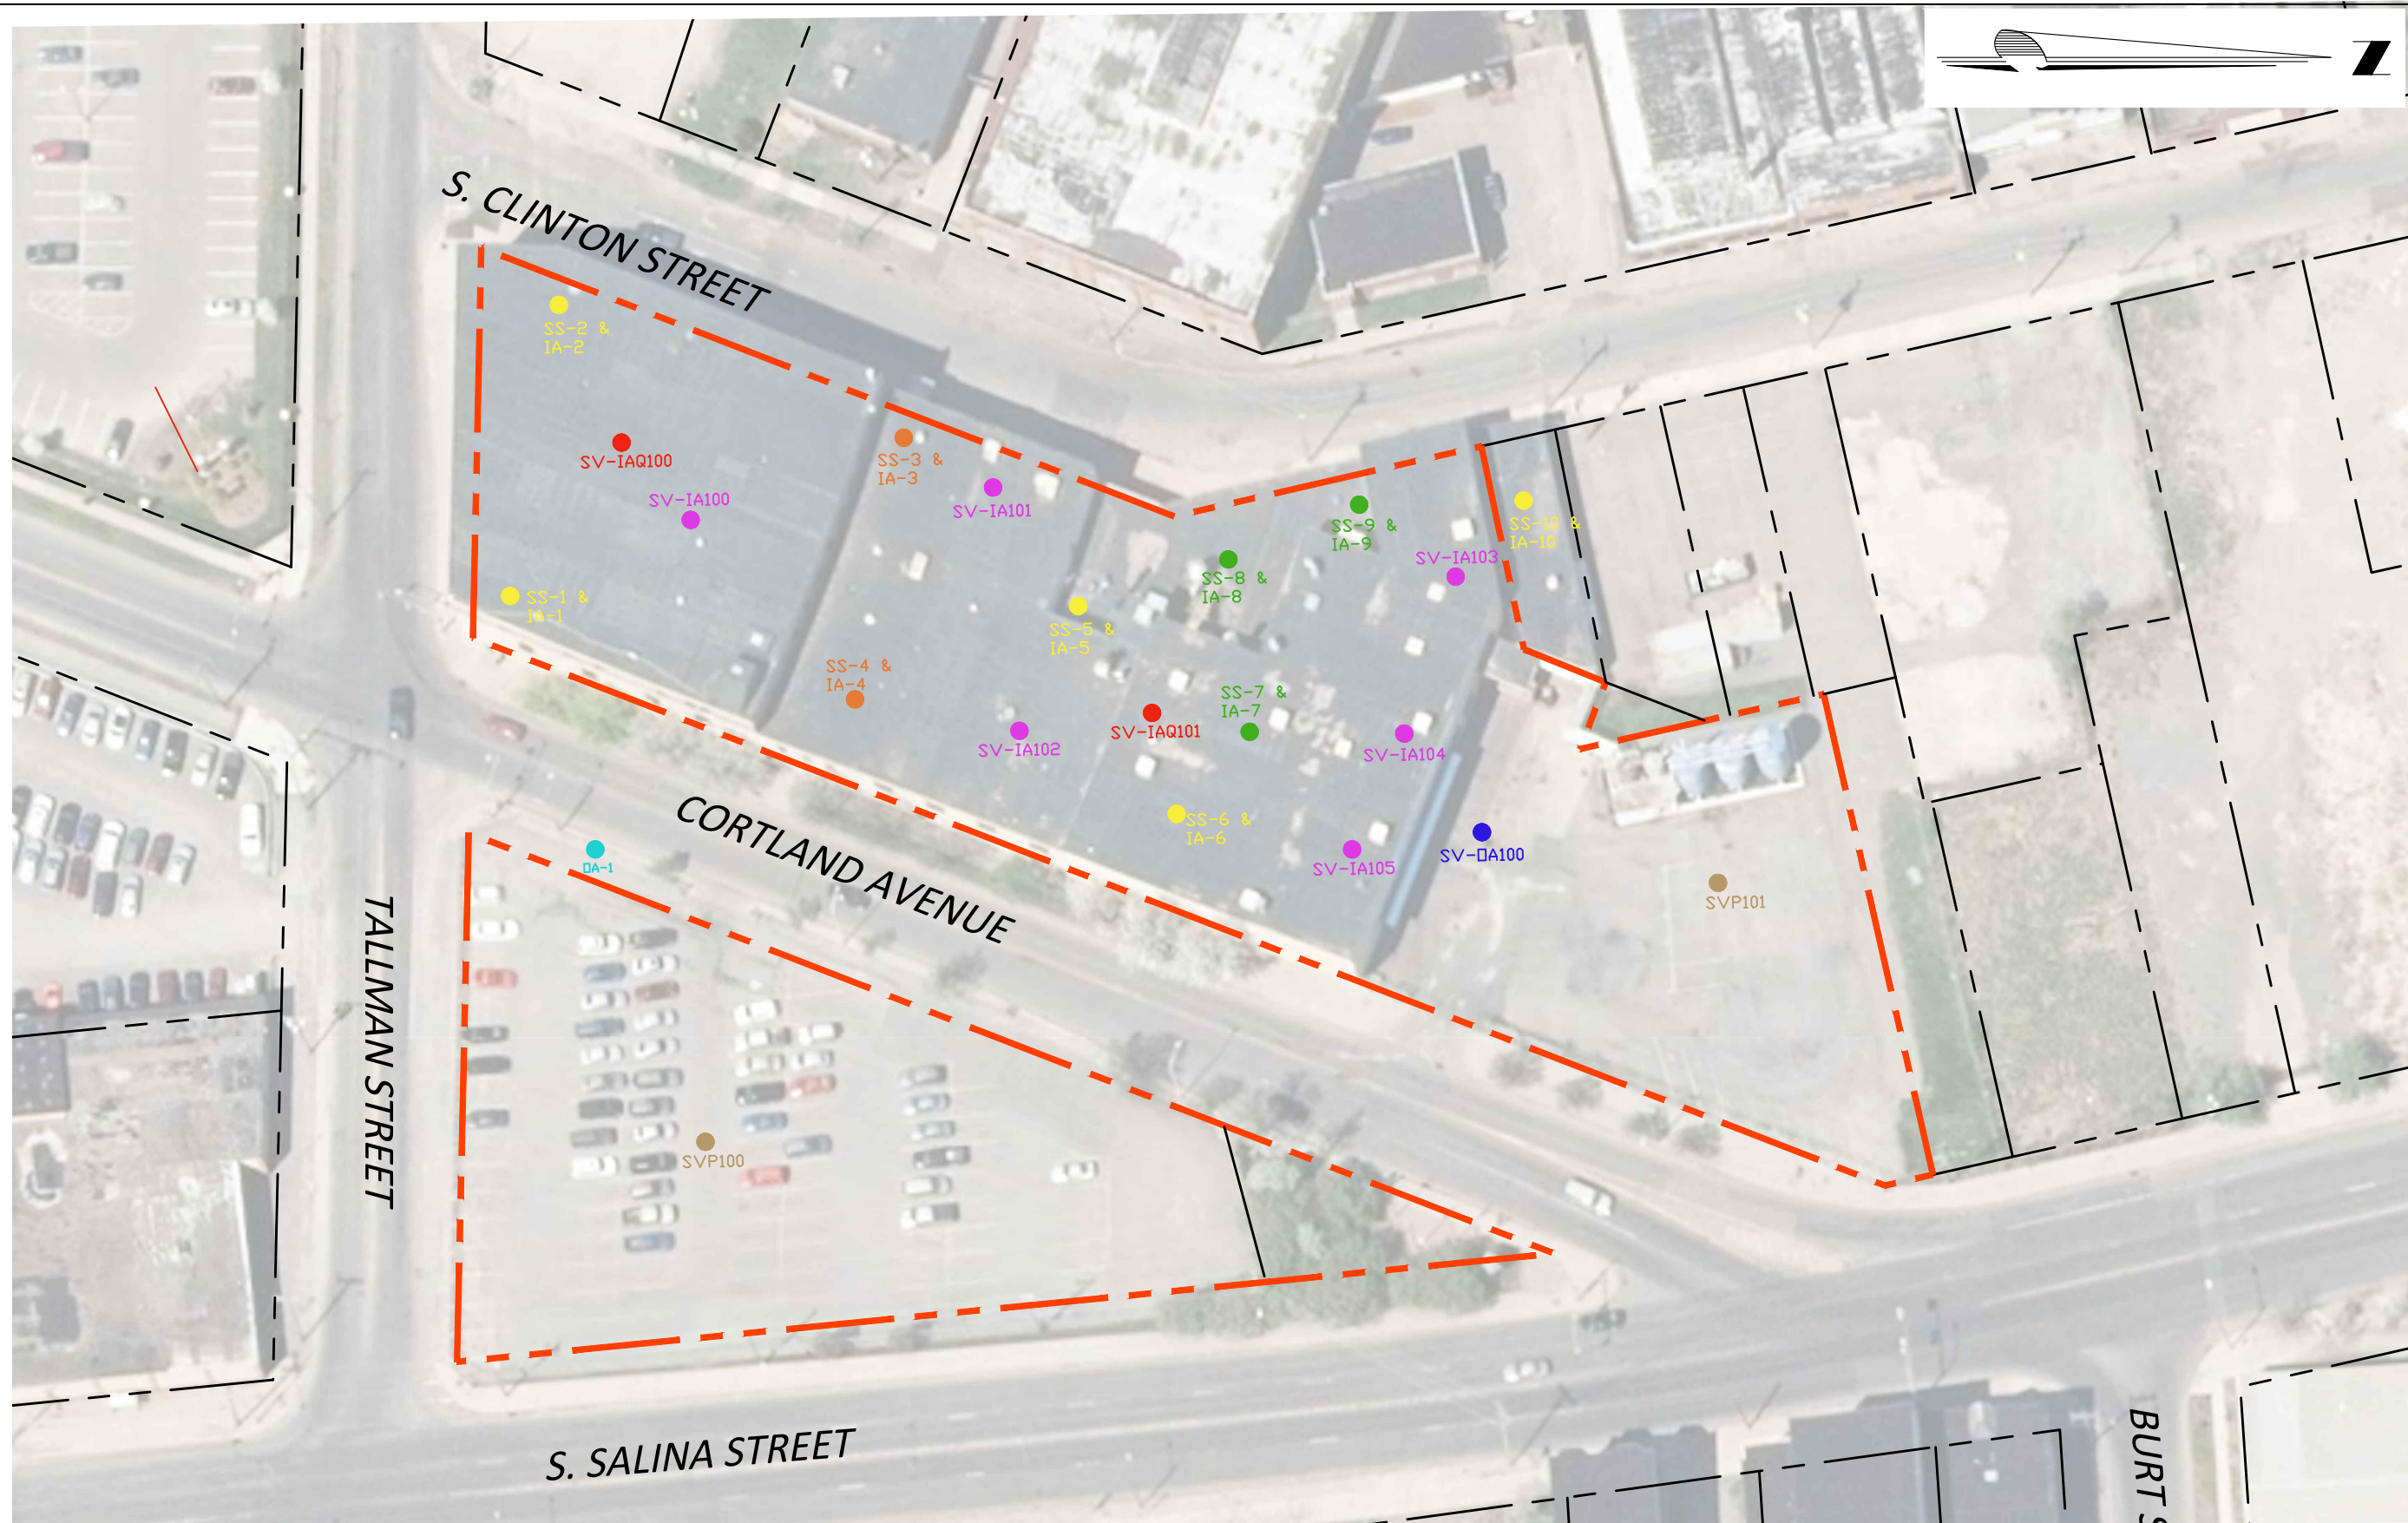 Z
S. CLINTON STREET
SS-2 &
IA-2
SV-IAQ100
SV-IA100
SS-3 &
IA-3
SV-IA101
SS-9 &
IA-9
SS-10 &
IA-10
SV-IA103
SS-8 &
IA-8
SS-1 &
IA-1
SS-5 &
IA-5
SS-4 &
IA-4
SS-7 &
IA-7
SV-IAQ101
SV-IA102
SV-IA104
SS-6 &
IA-6
SV-IA105
SV-OA100
OA-1
CORTLAND AVENUE
SVP101
TALLMAN STREET
SVP100
S. SALINA STREET
BURT S